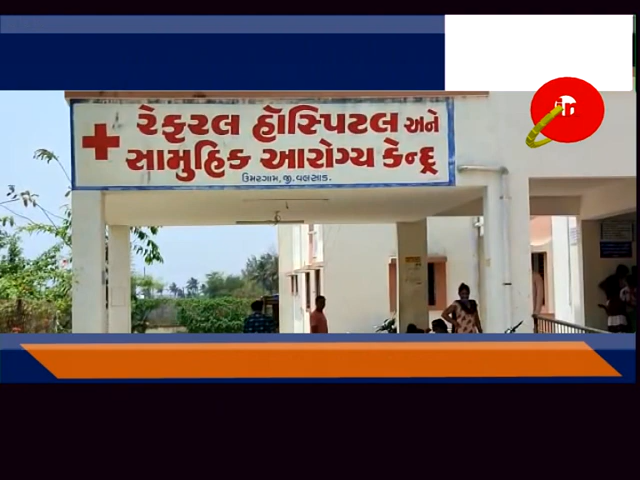 રેફરલ હૉસ્પિટલ અને
સામુહિક આરોગ્ય કેન્દ્ર
ઉમરગામ, જી. વલસાડ.